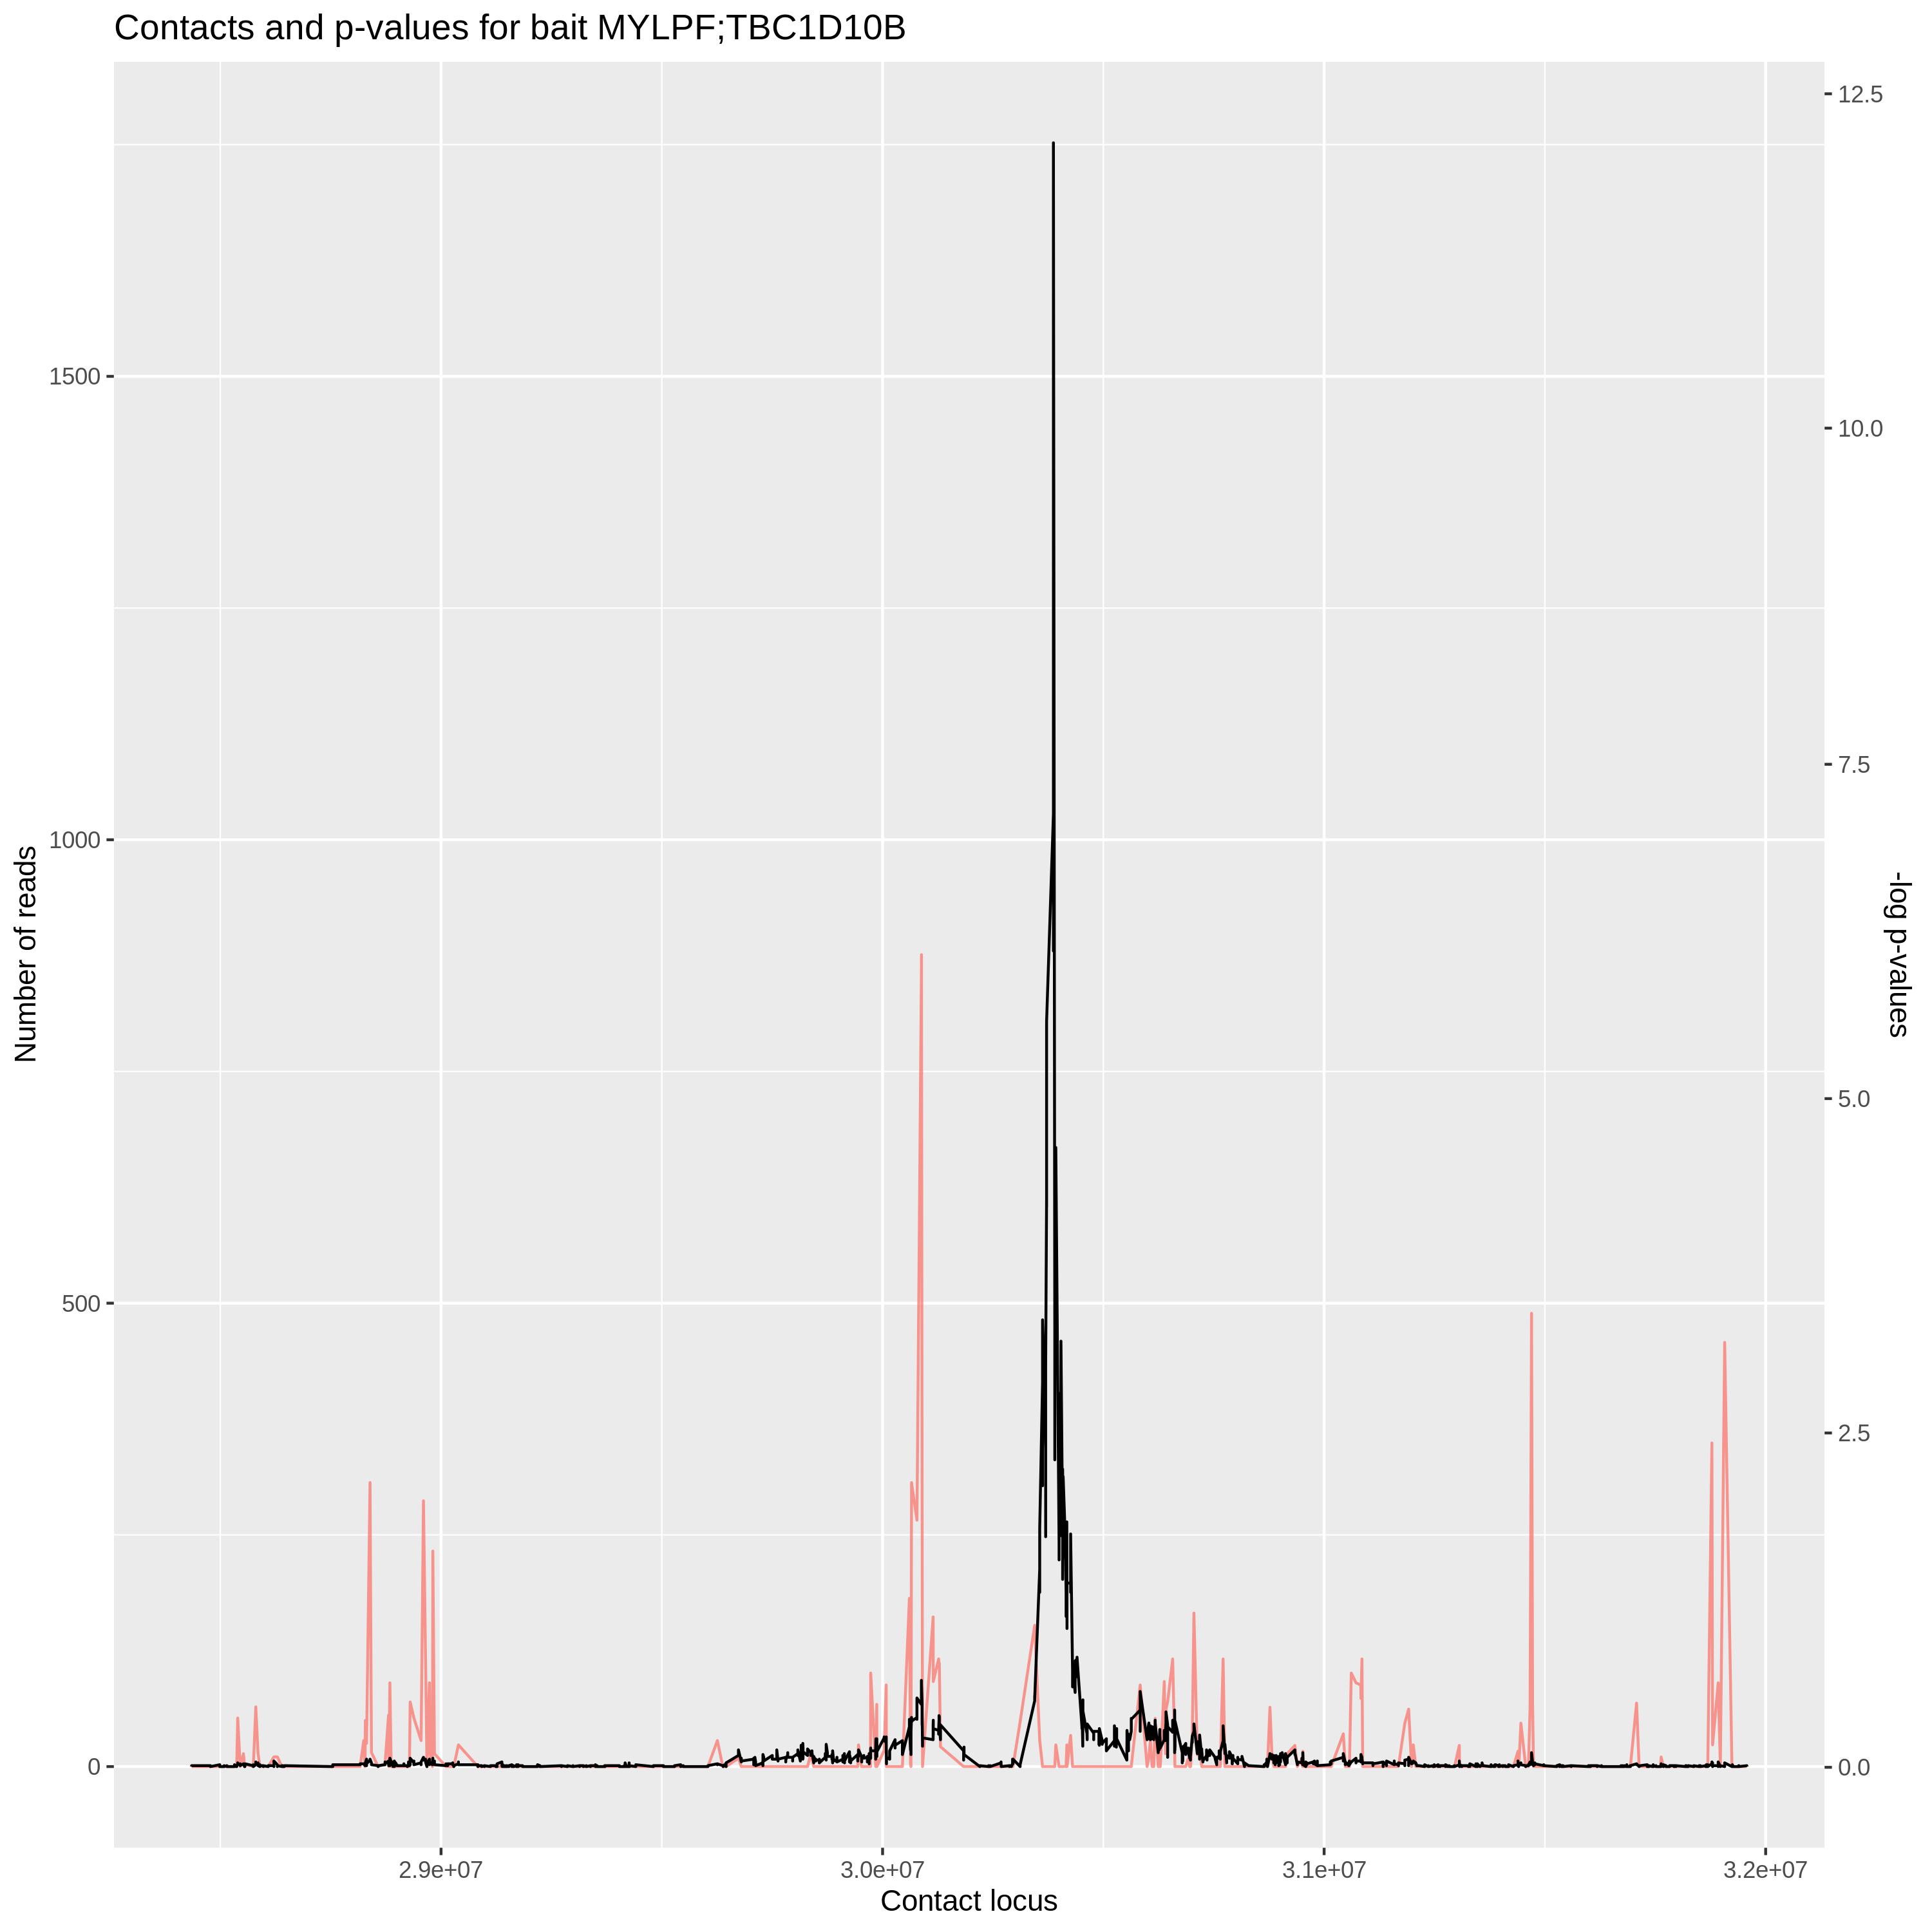 Contacts and p-values for bait MYLPF;TBC1D10B
12.5
10.0
7.5
5.0
2.5
0.0
1500
1000
500
0
Number of reads
-log p-values
2.9e+07
3.0e+07
3.1e+07
3.2e+07
Contact locus